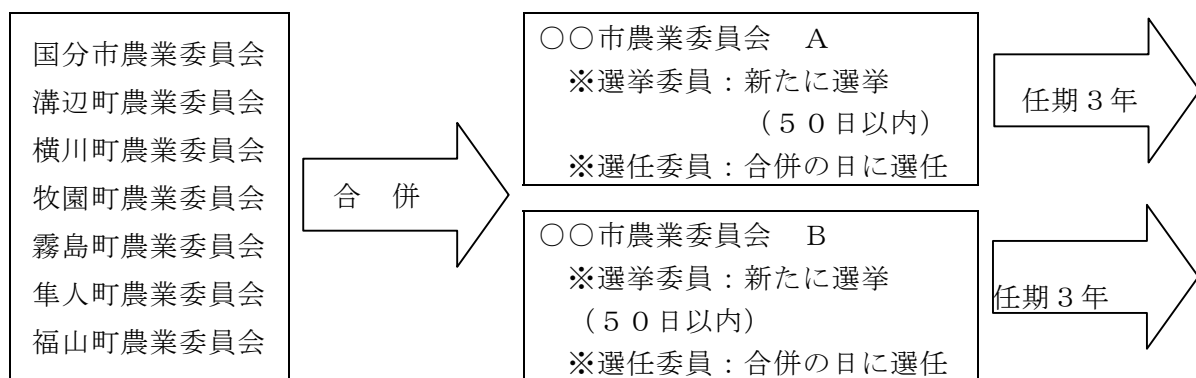 国分市農業委員会
溝辺町農業委員会
横川町農業委員会
牧園町農業委員会
霧島町農業委員会
隼人町農業委員会
福山町農業委員会
合　併
○○市農業委員会　A
※選挙委員：新たに選挙
（５０日以内）
※選任委員：合併の日に選任
任期３年
○○市農業委員会　B
※選挙委員：新たに選挙
（５０日以内）
※選任委員：合併の日に選任
任期３年